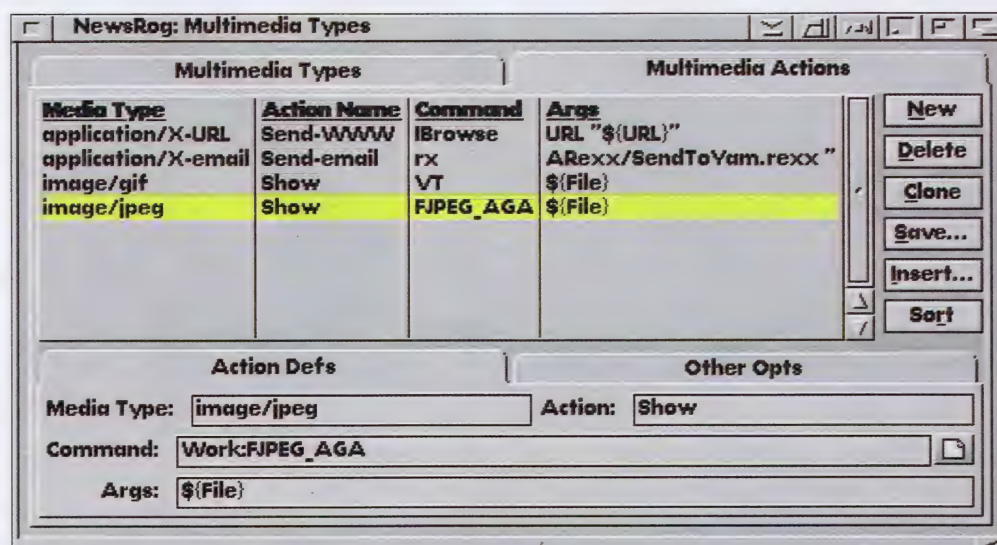 NewsRog: Multimedia Types
Multimedia Types Multimedia Actions
Media Type Action Name Command Args
application/X-URL Send-WWW IBrowse URL "${URL}"
application/X-email Send-email rx ARexx/SendToYam.rexx "
image/gif Show VT ${File}
image/jpeg Show FJPEG_AGA ${File}
New
Delete
Clone
Save...
Insert...
Sort
Action Defs Other Opts
Media Type: image/jpeg Action: Show
Command: Work:FJPEG_AGA
Args: ${File}